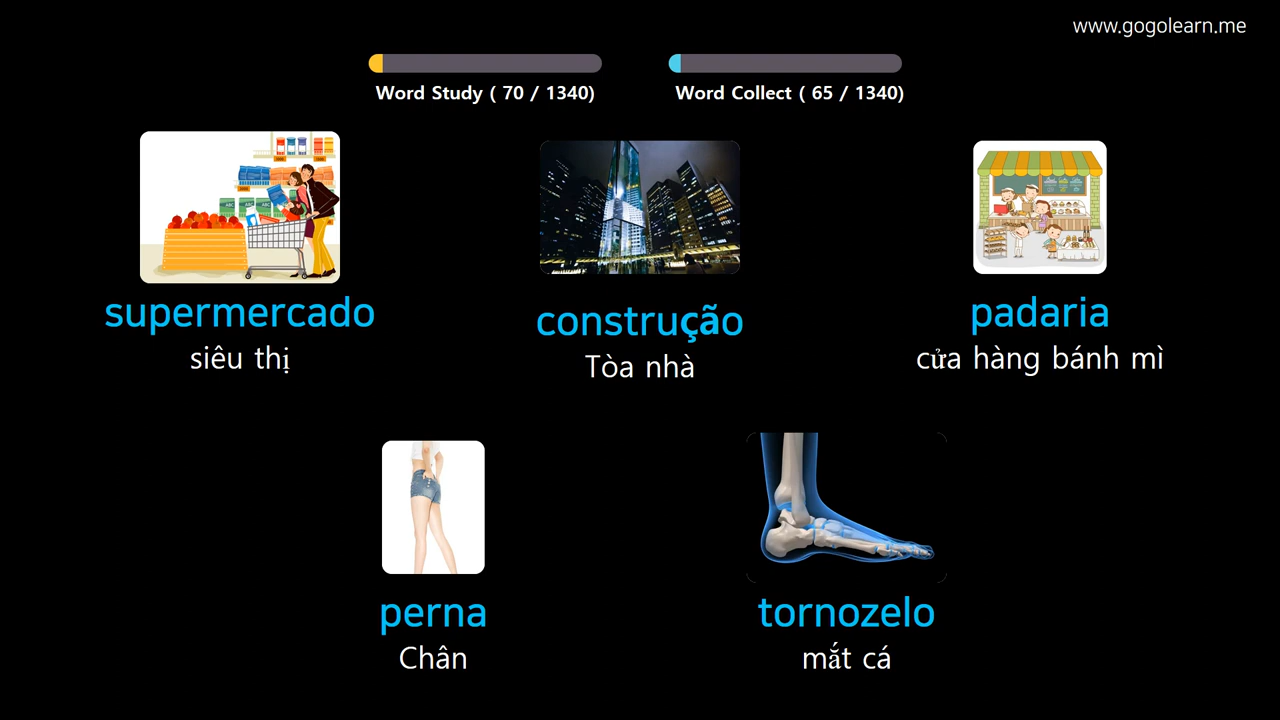 www.gogolearn.me
Word Study ( 70 / 1340)
Word Collect ( 65 / 1340)
supermercado
siêu thị
construção
Tòa nhà
padaria
cửa hàng bánh mì
perna
Chân
tornozelo
mắt cá